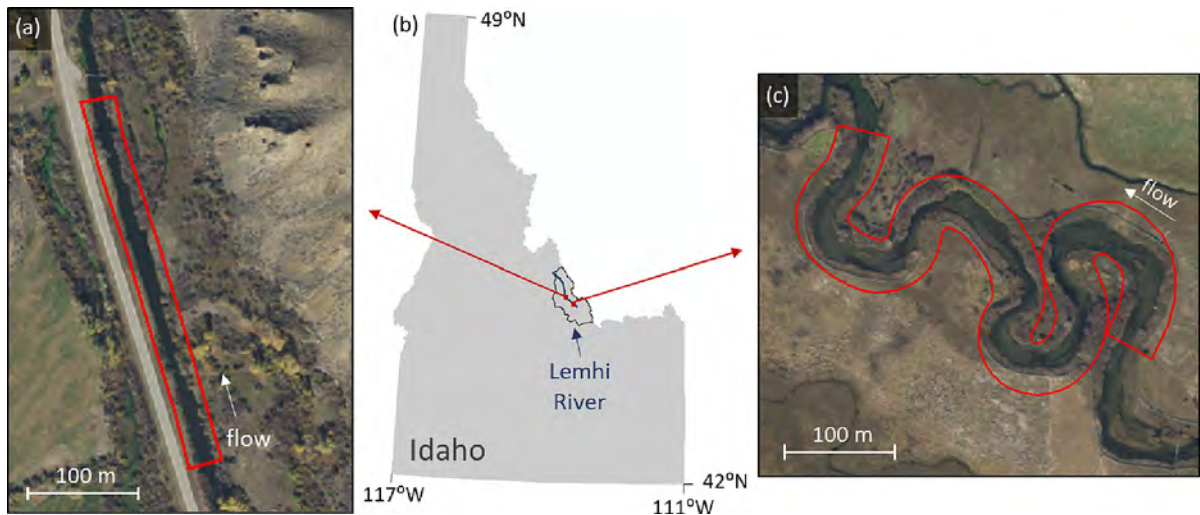 (a)
flow
100 m
(b)
49°N
Lemhi
River
Idaho
117°W
42°N
111°W
(c)
flow
100 m